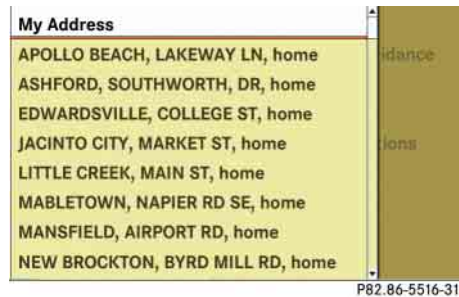 My Address
APOLLO BEACH, LAKEWAY LN, home
idance
ASHFORD, SOUTHWORTH, DR, home
EDWARDSVILLE, COLLEGE ST, home
JACINTO CITY, MARKET ST, home
tions
LITTLE CREEK, MAIN ST, home
MABLETOWN, NAPIER RD SE, home
MANSFIELD, AIRPORT RD, home
NEW BROCKTON, BYRD MILL RD, home
P82.86-5516-31